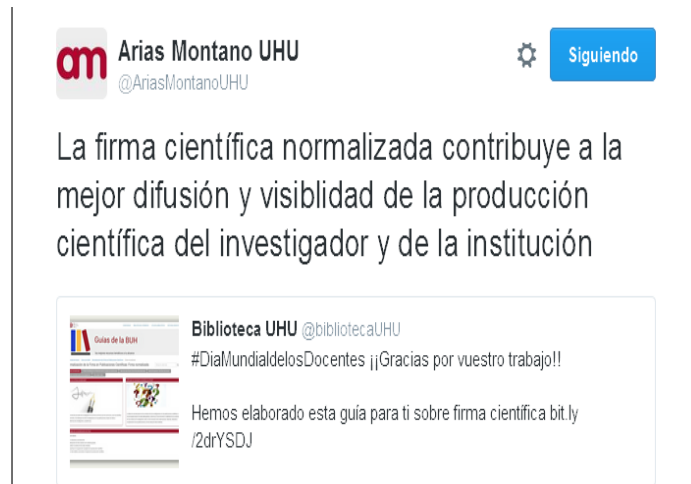 am
Arias Montano UHU
@AriasMontanoUHU
Siguiendo
La firma científica normalizada contribuye a la
mejor difusión y visiblidad de la producción
científica del investigador y de la institución
Biblioteca UHU @bibliotecaUHU
#DiaMundialdelosDocentes ¡¡Gracias por vuestro trabajo!!
Hemos elaborado esta guía para ti sobre firma científica bit.ly
/2drYSDJ
Guías de la BUH